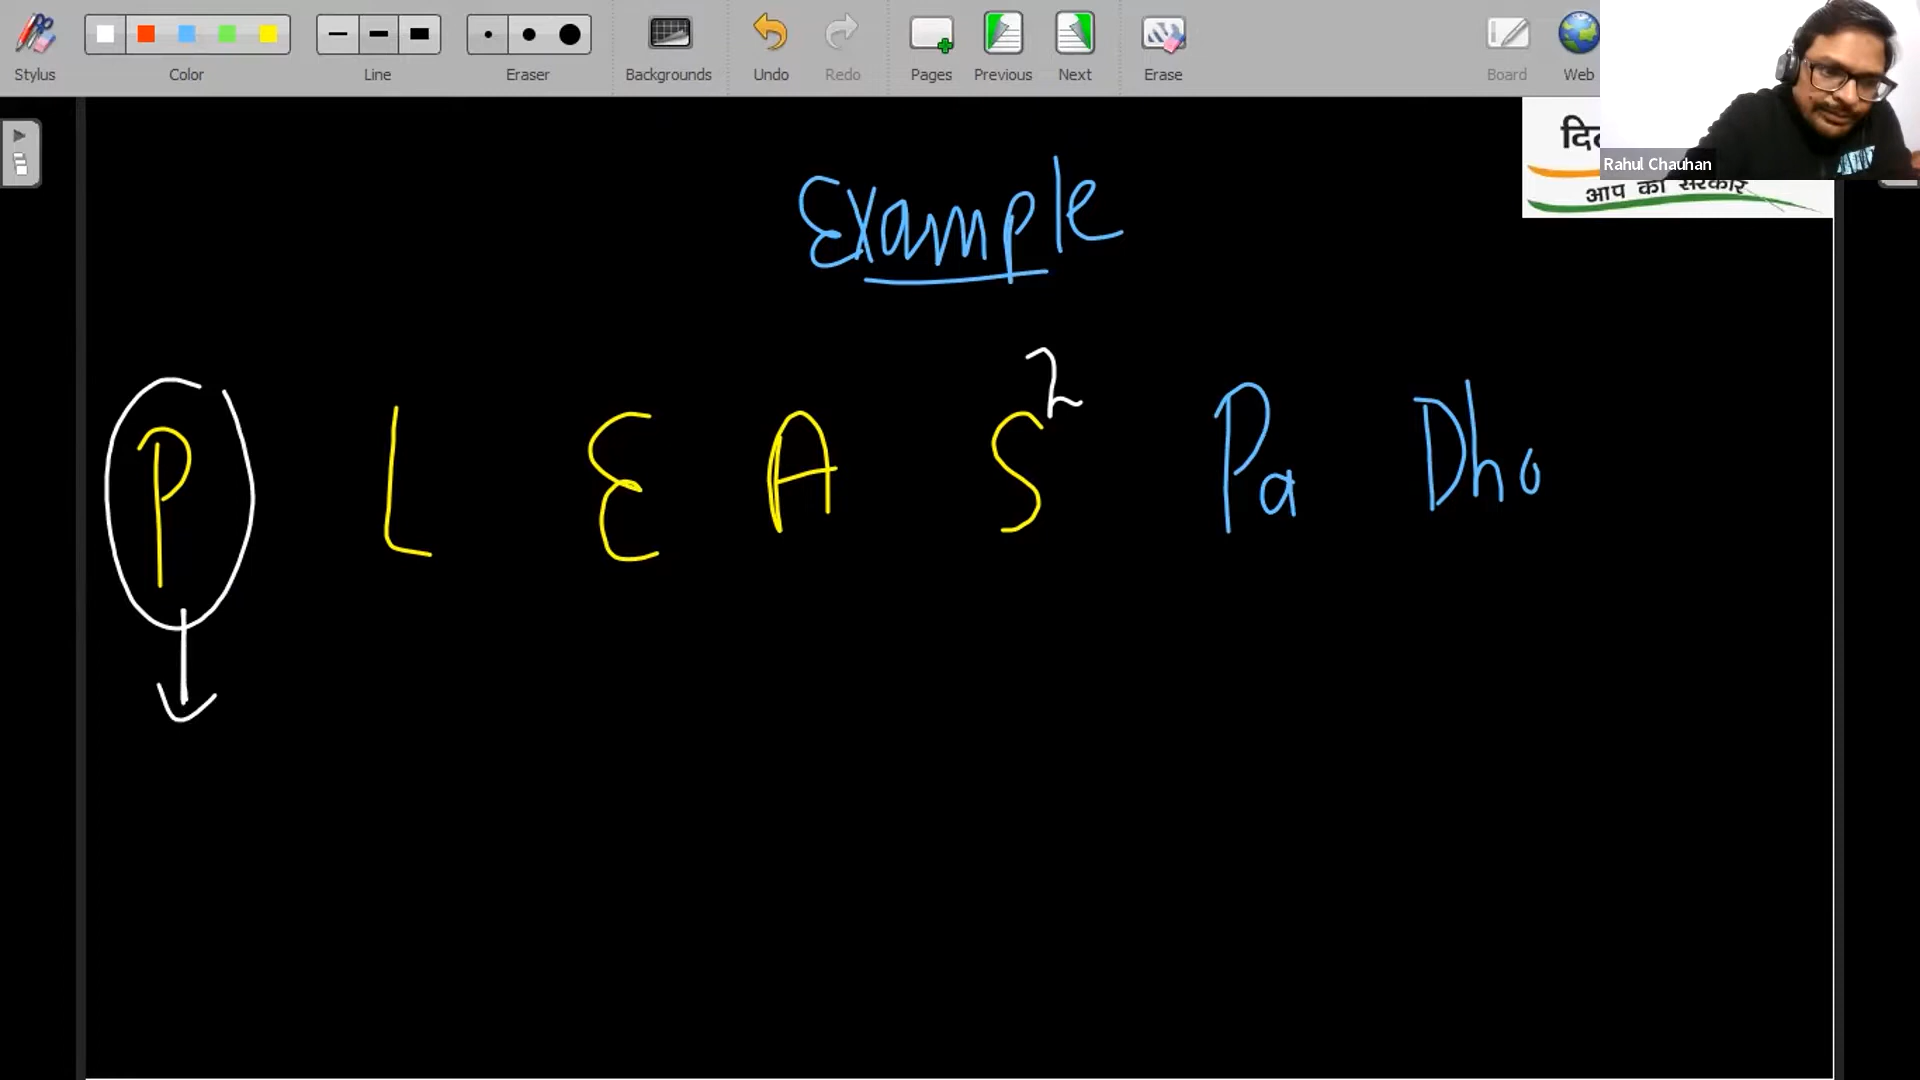 Stylus Color Line Eraser Backgrounds Undo Redo Pages Previous Next Erase Board Web
Rahul Chauhan
आप की सरकार
Example
P L E A S² Pa Dho